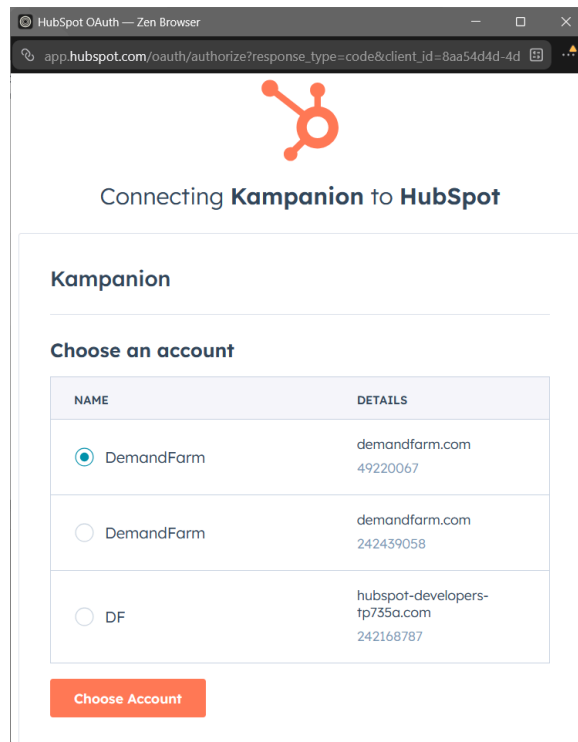 HubSpot OAuth — Zen Browser
app.hubspot.com/oauth/authorize?response_type=code&client_id=8aa54d4d-4d
Connecting Kampanion to HubSpot
Kampanion
Choose an account
NAME DETAILS
DemandFarm demandfarm.com
49220067
DemandFarm demandfarm.com
242439058
DF hubspot-developers-
tp735a.com
242168787
Choose Account